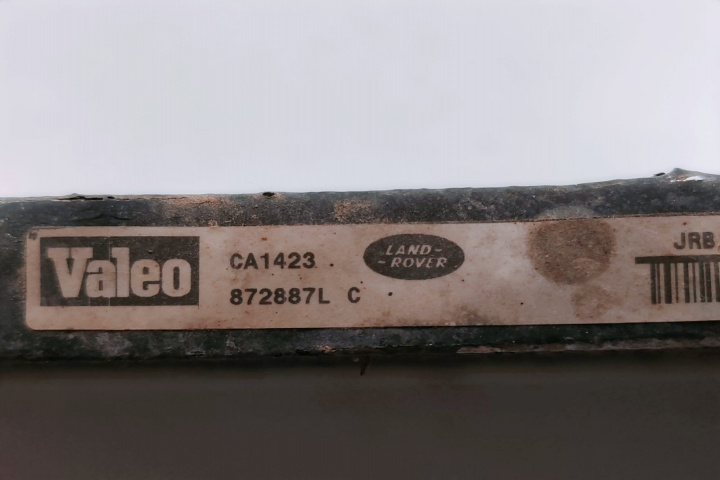 Valeo
CA1423
872887L C
LAND-
-ROVER
JRB